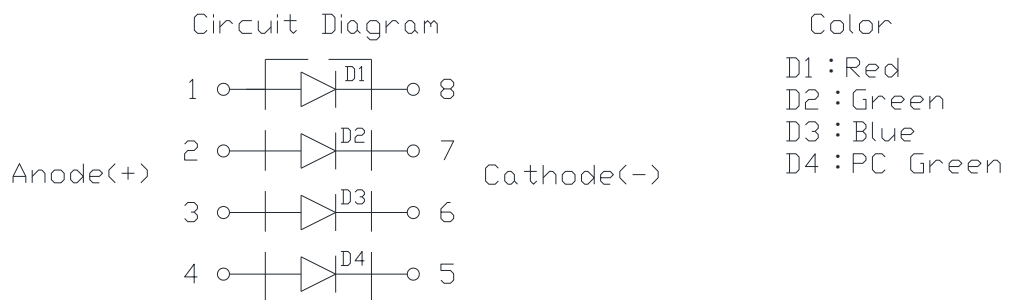 Circuit Diagram
1 D1 8
2 D2 7
Anode(+) Cathode(-)
3 D3 6
4 D4 5
Color
D1 : Red
D2 : Green
D3 : Blue
D4 : PC Green